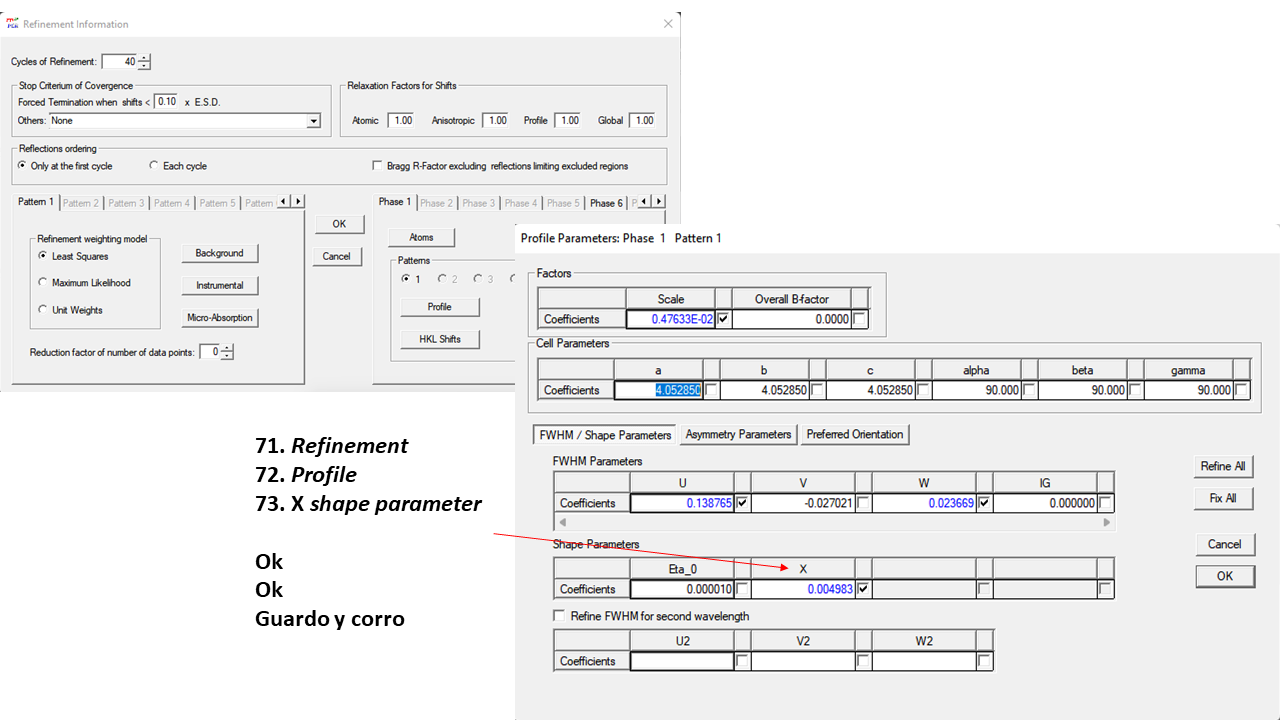 Refinement Information
Cycles of Refinement: 40
Stop Criterium of Covergence
Forced Termination when shifts < 0.10 x E.S.D.
Others: None
Relaxation Factors for Shifts
Atomic 1.00 Anisotropic 1.00 Profile 1.00 Global 1.00
Reflections ordering
Only at the first cycle Each cycle Bragg R-Factor excluding reflections limiting excluded regions
Pattern 1 Pattern 2 Pattern 3 Pattern 4 Pattern 5 Pattern
Refinement weighting model
Least Squares
Maximum Likelihood
Unit Weights
Background
Instrumental
Micro-Absorption
Reduction factor of number of data points: 0
OK
Cancel
Phase 1 Phase 2 Phase 3 Phase 4 Phase 5 Phase 6 P
Atoms
Patterns
1 2 3
Profile
HKL Shifts
Profile Parameters: Phase 1 Pattern 1
Factors
Scale Overall B-factor
Coefficients 0.47633E-02 0.0000
Cell Parameters
a b c alpha beta gamma
Coefficients 4.052850 4.052850 4.052850 90.000 90.000 90.000
FWHM / Shape Parameters Asymmetry Parameters Preferred Orientation
FWHM Parameters
U V W IG
Coefficients 0.138765 -0.027021 0.023669 0.000000
Shape Parameters
Eta_0 X
Coefficients 0.000010 0.004983
Refine FWHM for second wavelength
U2 V2 W2
Coefficients
Refine All
Fix All
Cancel
OK
71. Refinement
72. Profile
73. X shape parameter
Ok
Ok
Guardo y corro